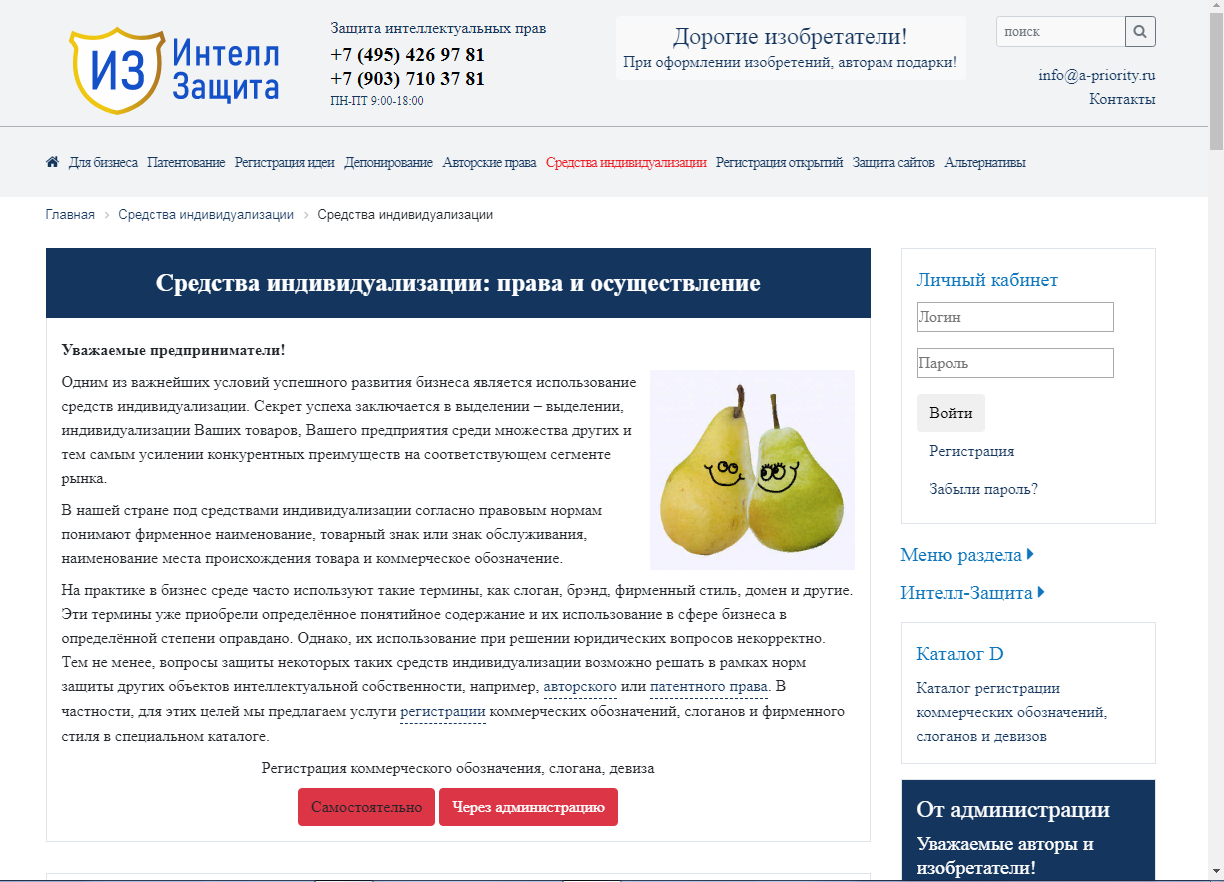 ИЗ
Интелл
Защита
Защита интеллектуальных прав
+7 (495) 426 97 81
+7 (903) 710 37 81
ПН-ПТ 9:00-18:00
Дорогие изобретатели!
При оформлении изобретений, авторам подарки!
поиск
info@a-priority.ru
Контакты
Для бизнеса Патентование Регистрация идеи Депонирование Авторские права Средства индивидуализации Регистрация открытий Защита сайтов Альтернативы
Главная > Средства индивидуализации > Средства индивидуализации
Средства индивидуализации: права и осуществление
Уважаемые предприниматели!
Одним из важнейших условий успешного развития бизнеса является использование
средств индивидуализации. Секрет успеха заключается в выделении – выделении,
индивидуализации Ваших товаров, Вашего предприятия среди множества других и
тем самым усилении конкурентных преимуществ на соответствующем сегменте
рынка.
В нашей стране под средствами индивидуализации согласно правовым нормам
понимают фирменное наименование, товарный знак или знак обслуживания,
наименование места происхождения товара и коммерческое обозначение.
На практике в бизнес среде часто используют такие термины, как слоган, брэнд, фирменный стиль, домен и другие.
Эти термины уже приобрели определённое понятийное содержание и их использование в сфере бизнеса в
определённой степени оправдано. Однако, их использование при решении юридических вопросов некорректно.
Тем не менее, вопросы защиты некоторых таких средств индивидуализации возможно решать в рамках норм
защиты других объектов интеллектуальной собственности, например, авторского или патентного права. В
частности, для этих целей мы предлагаем услуги регистрации коммерческих обозначений, слоганов и фирменного
стиля в специальном каталоге.
Регистрация коммерческого обозначения, слогана, девиза
Самостоятельно Через администрацию
Личный кабинет
Логин
Пароль
Войти
Регистрация
Забыли пароль?
Меню раздела
Интелл-Защита
Каталог D
Каталог регистрации
коммерческих обозначений,
слоганов и девизов
От администрации
Уважаемые авторы и
изобретатели!